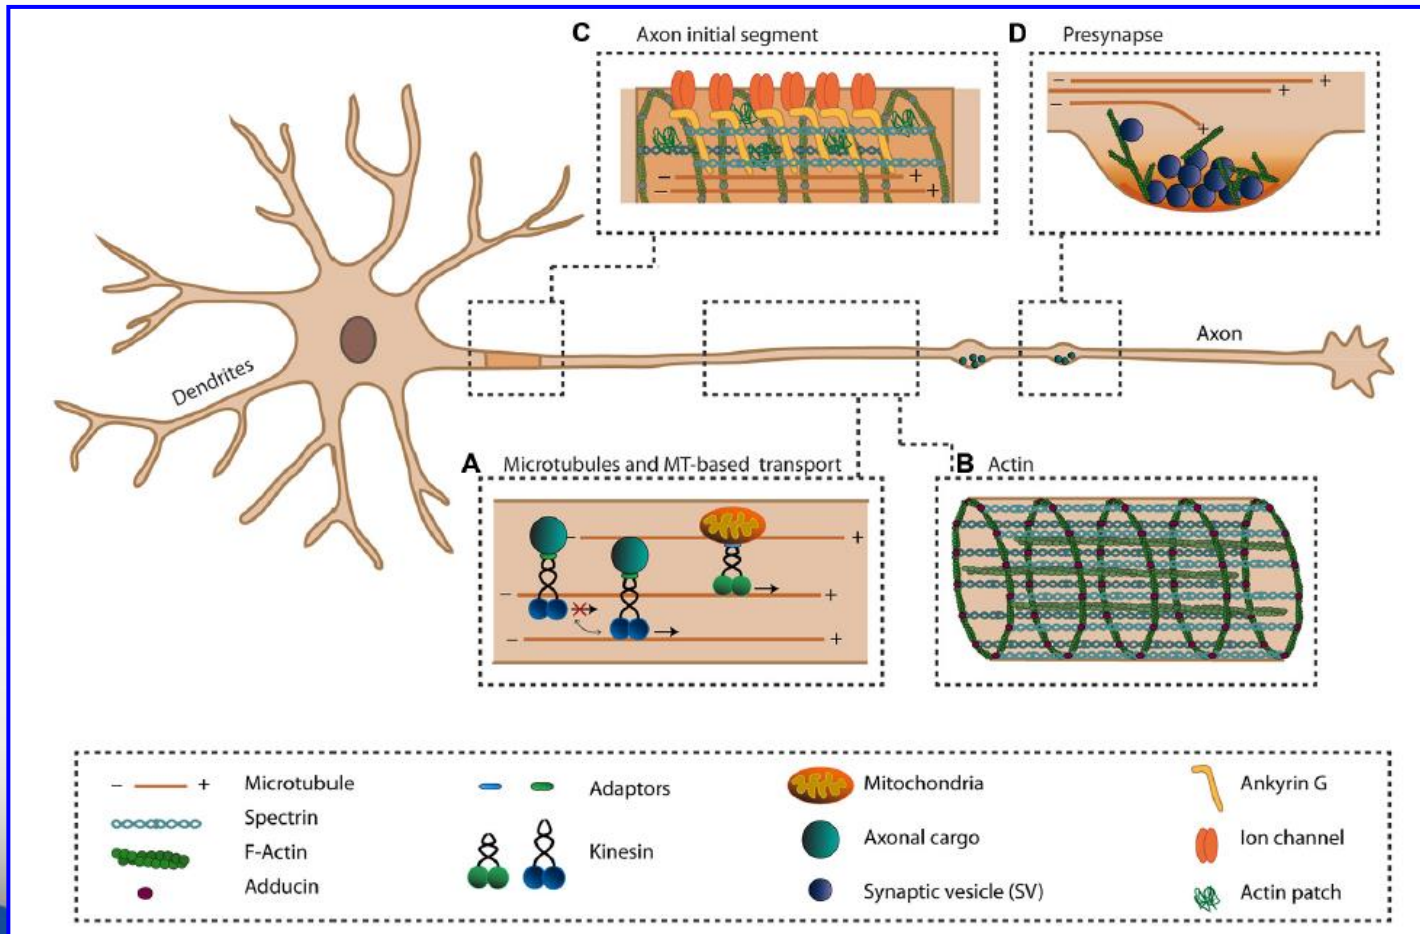 C Axon initial segment
D Presynapse
− +
− +
− +
− +
− +
Dendrites
Axon
A Microtubules and MT-based transport
B Actin
− +
− +
− +
− + Microtubule
Spectrin
F-Actin
Adducin
Adaptors
Kinesin
Mitochondria
Axonal cargo
Synaptic vesicle (SV)
Ankyrin G
Ion channel
Actin patch